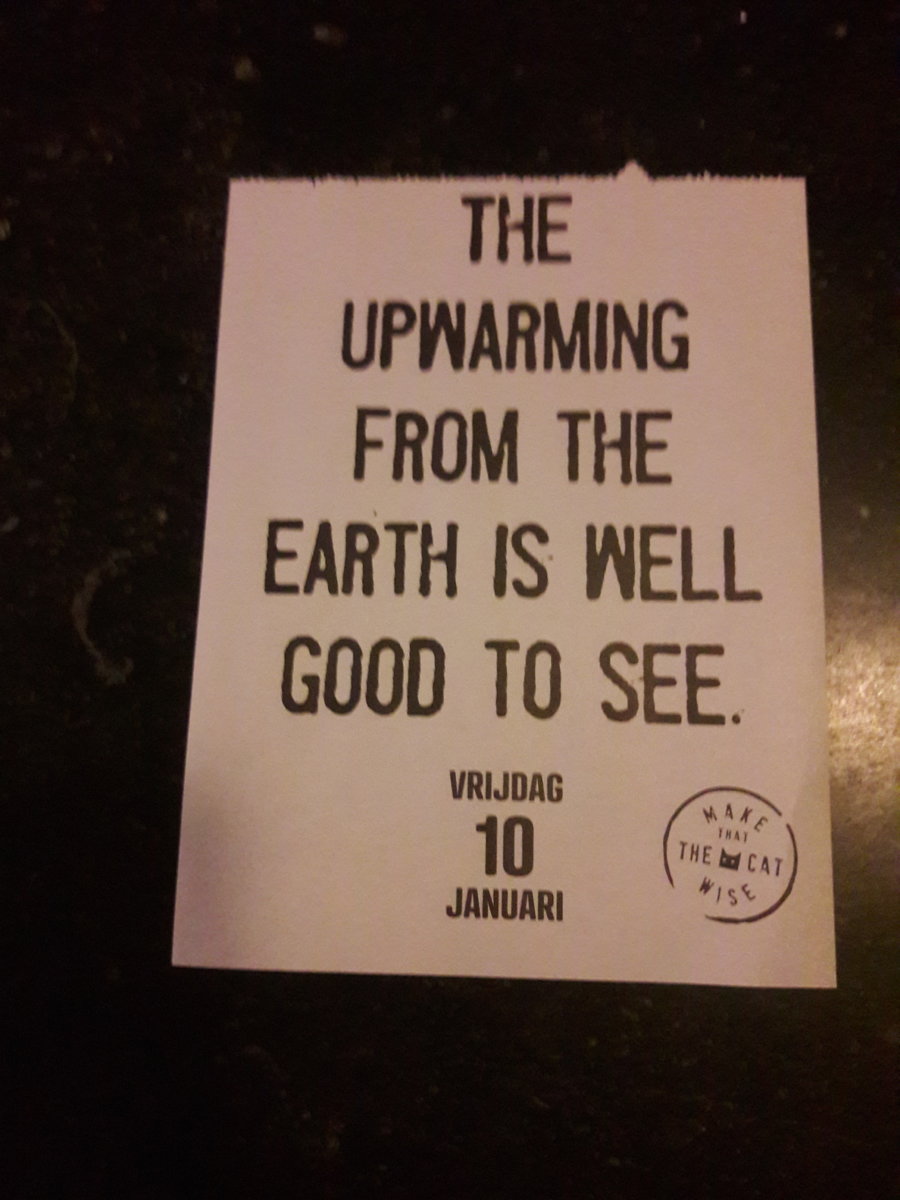 THE
UPWARMING
FROM THE
EARTH IS WELL
GOOD TO SEE.
VRIJDAG
10
JANUARI
MAKE
THAT
THE CAT
WISE